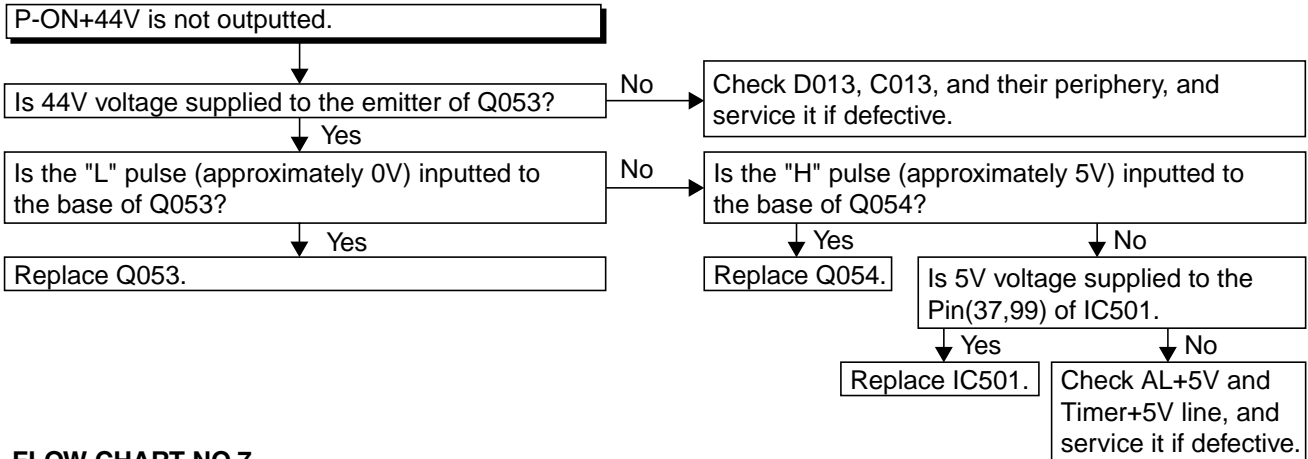 P-ON+44V is not outputted.
Is 44V voltage supplied to the emitter of Q053?
No
Check D013, C013, and their periphery, and
service it if defective.
Yes
Is the "L" pulse (approximately 0V) inputted to
the base of Q053?
No
Is the "H" pulse (approximately 5V) inputted to
the base of Q054?
Yes
Replace Q053.
Yes
Replace Q054.
No
Is 5V voltage supplied to the
Pin(37,99) of IC501.
Yes
Replace IC501.
No
Check AL+5V and
Timer+5V line, and
service it if defective.
FLOW CHART NO.7